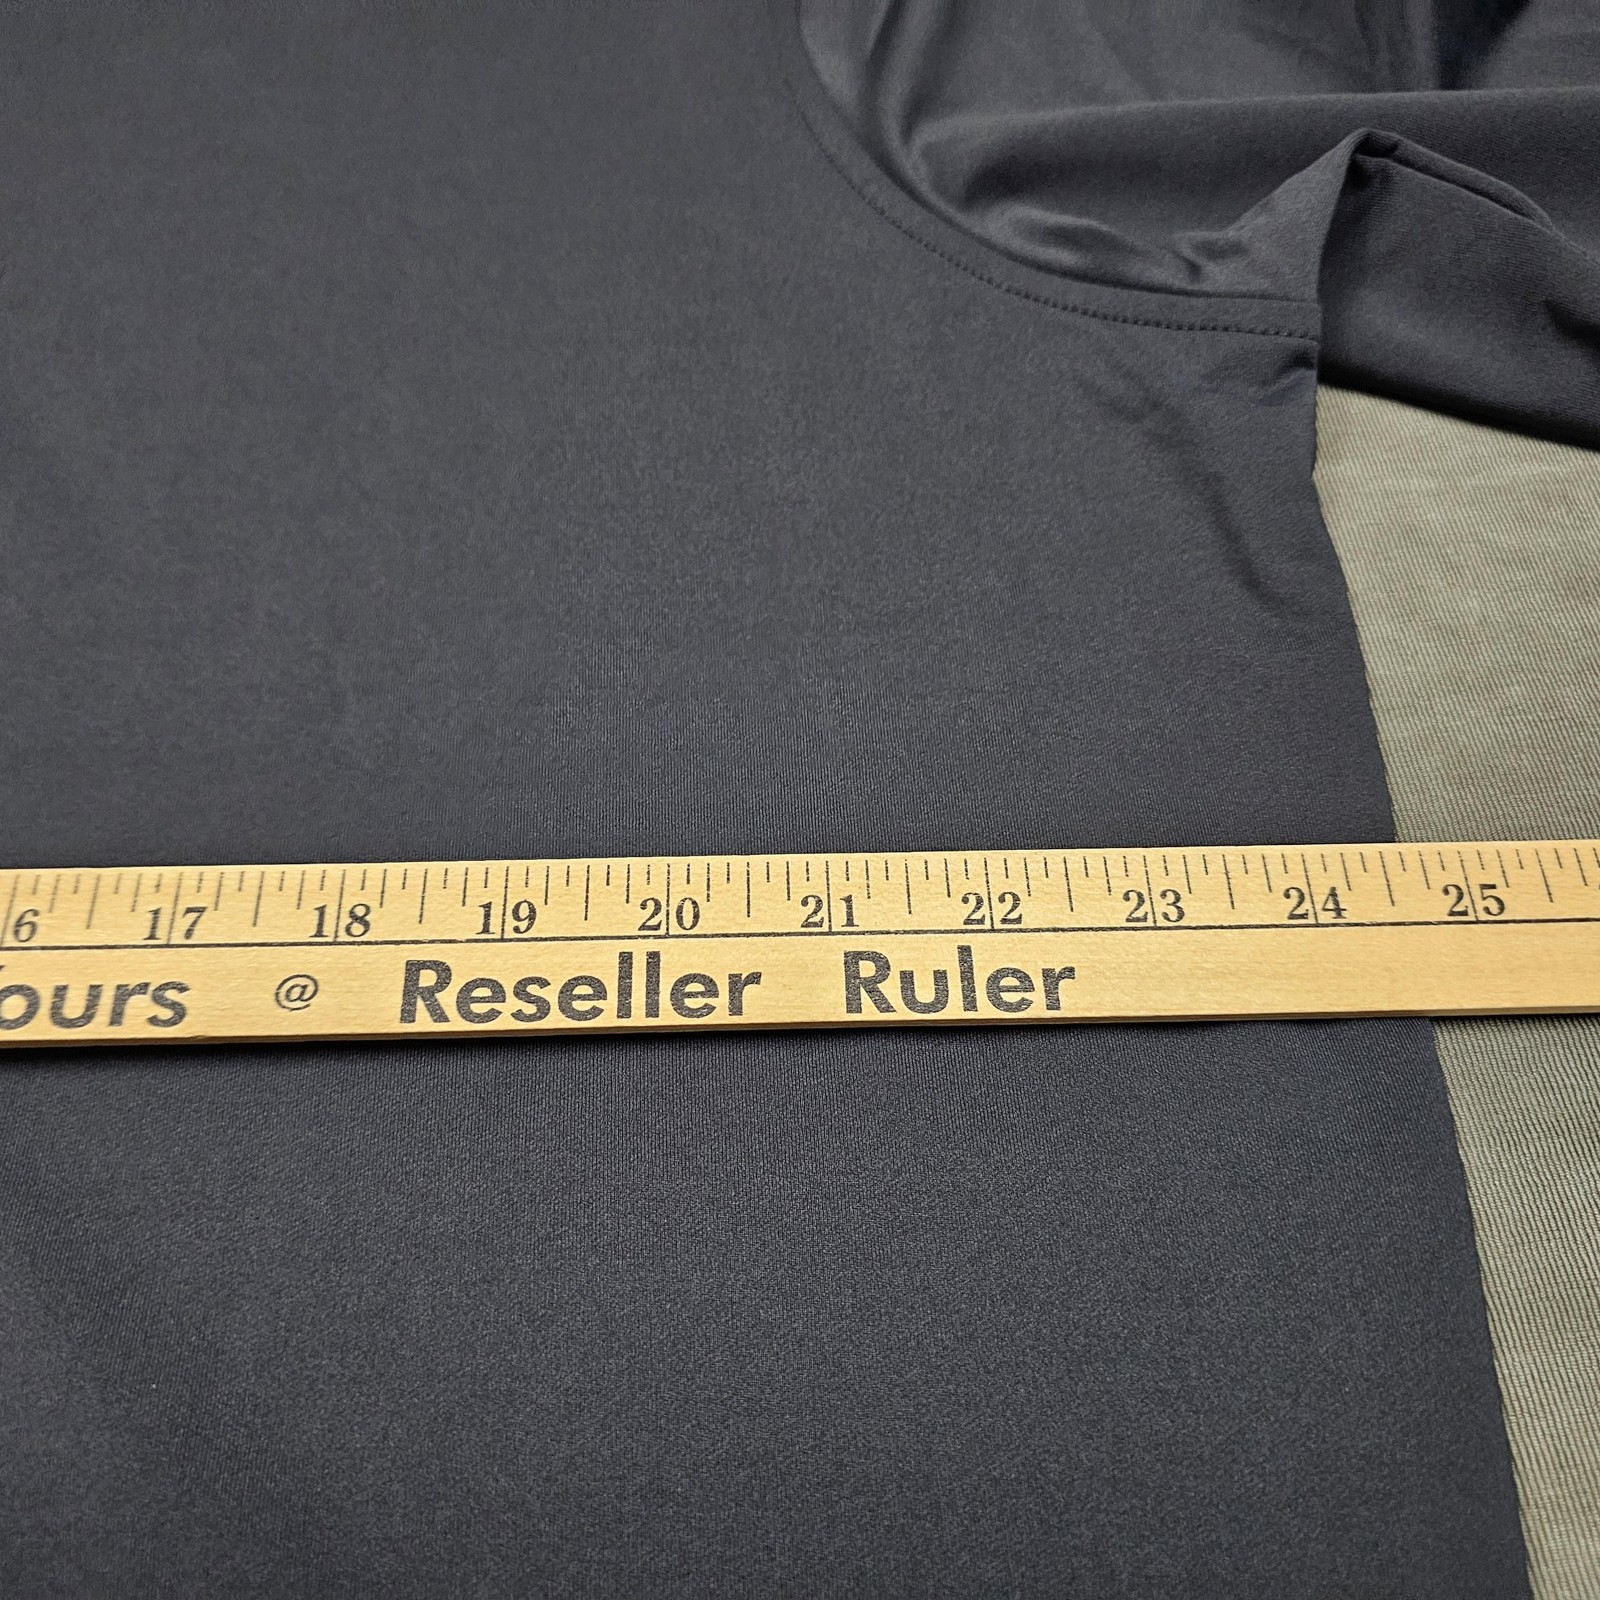 6 17 18 19 20 21 22 23 24 25
ours @ Reseller Ruler